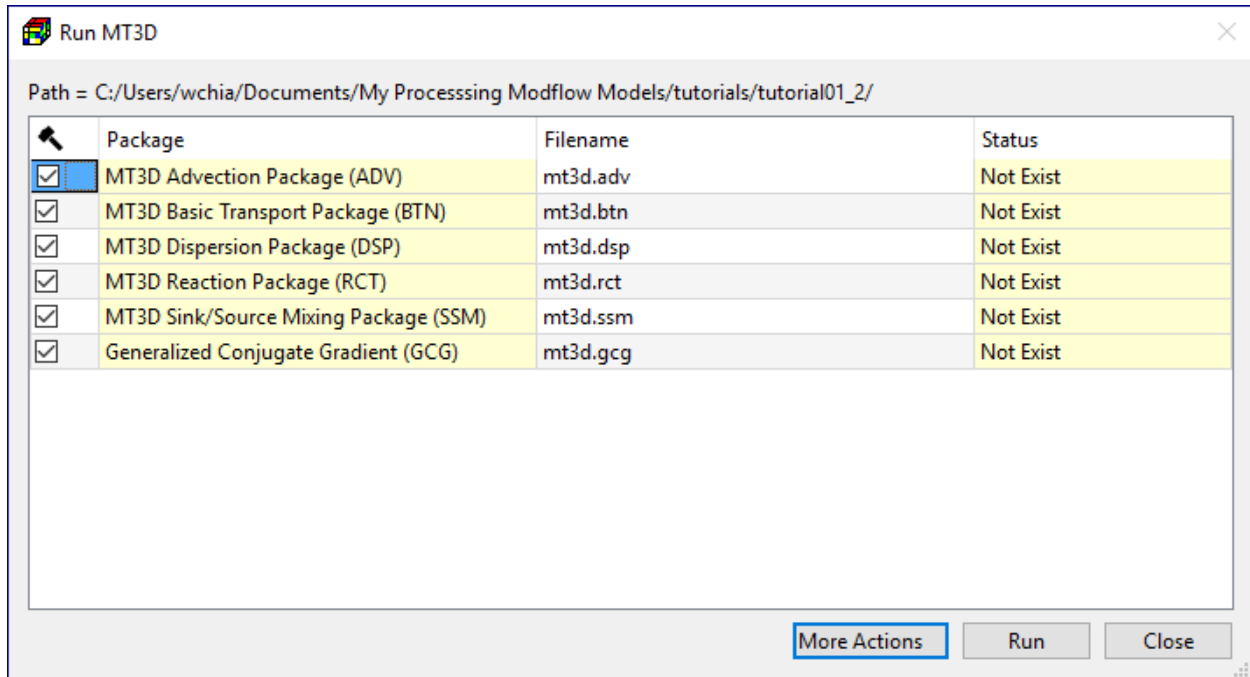 Run MT3D
Path = C:/Users/wchia/Documents/My Processsing Modflow Models/tutorials/tutorial01_2/
Package Filename Status
MT3D Advection Package (ADV) mt3d.adv Not Exist
MT3D Basic Transport Package (BTN) mt3d.btn Not Exist
MT3D Dispersion Package (DSP) mt3d.dsp Not Exist
MT3D Reaction Package (RCT) mt3d.rct Not Exist
MT3D Sink/Source Mixing Package (SSM) mt3d.ssm Not Exist
Generalized Conjugate Gradient (GCG) mt3d.gcg Not Exist
More Actions Run Close